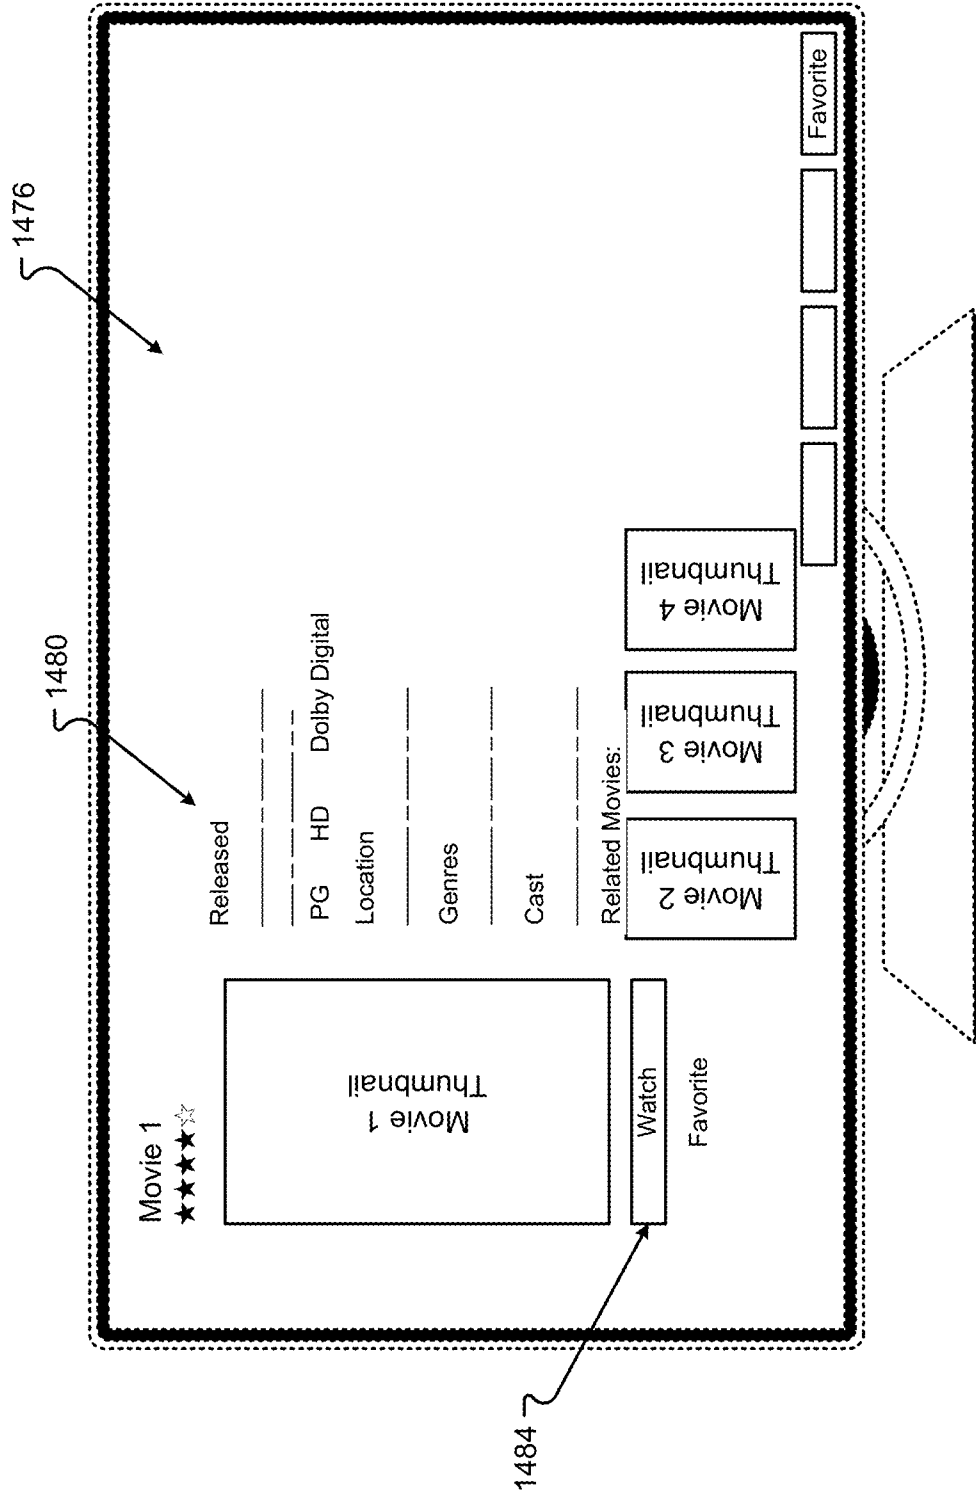 1476
1480
Movie 1
★★★★☆
Released
PG HD Dolby Digital
Location
Genres
Cast
Related Movies:
Movie 1
Thumbnail
Movie 2
Thumbnail
Movie 3
Thumbnail
Movie 4
Thumbnail
Watch
Favorite
Favorite
1484